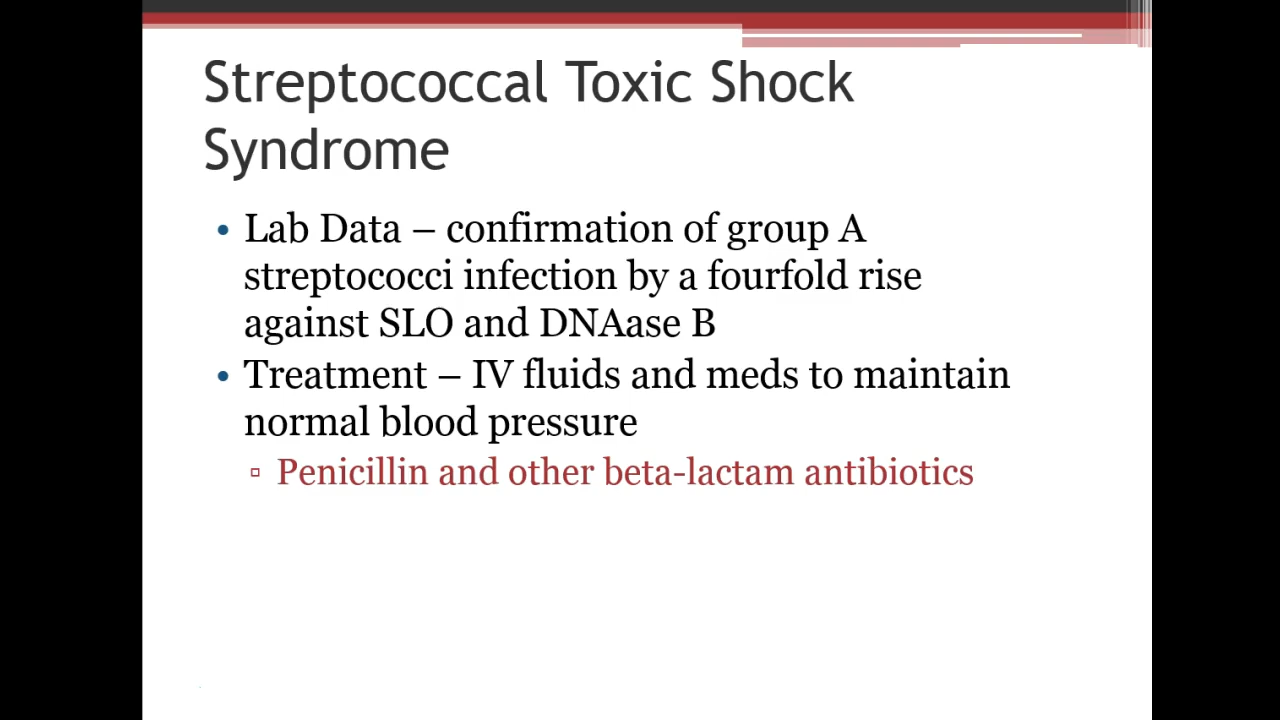 Streptococcal Toxic Shock
Syndrome
• Lab Data – confirmation of group A
streptococci infection by a fourfold rise
against SLO and DNAase B
• Treatment – IV fluids and meds to maintain
normal blood pressure
▫ Penicillin and other beta-lactam antibiotics